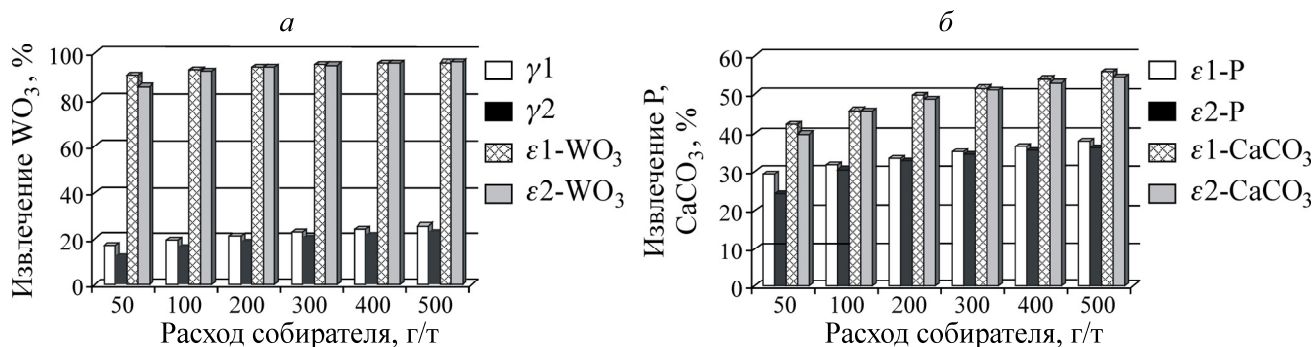 а
Извлечение WO₃, %
100
80
60
40
20
0
50 100 200 300 400 500
Расход собирателя, г/т
γ1
γ2
ε1-WO₃
ε2-WO₃
б
Извлечение P,
CaCO₃, %
60
50
40
30
20
10
0
50 100 200 300 400 500
Расход собирателя, г/т
ε1-P
ε2-P
ε1-CaCO₃
ε2-CaCO₃